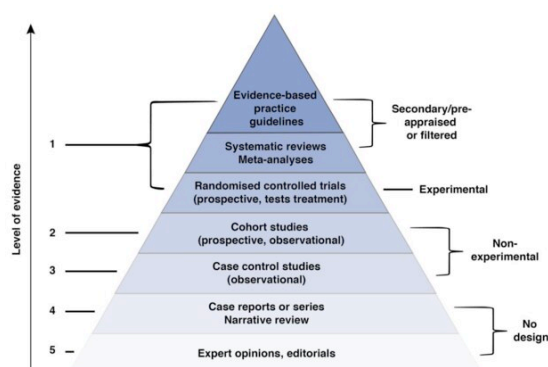 Evidence-based
practice
guidelines
Secondary/pre-
appraised
or filtered
1
Systematic reviews
Meta-analyses
Randomised controlled trials
(prospective, tests treatment)
Experimental
Level of evidence
2
Cohort studies
(prospective, observational)
Non-
experimental
3
Case control studies
(observational)
4
Case reports or series
Narrative review
No
design
5
Expert opinions, editorials